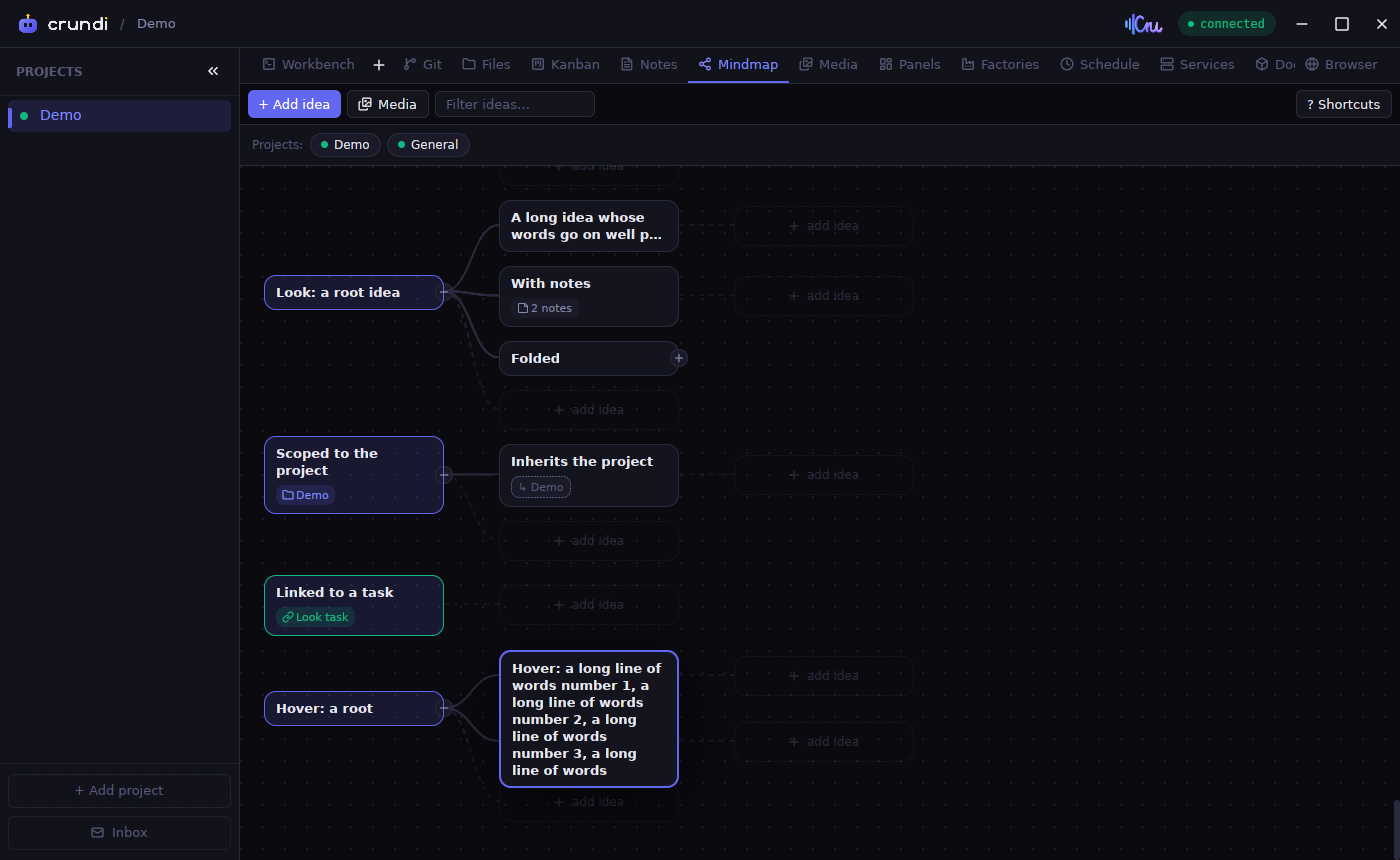 crundi / Demo
Cru
connected
PROJECTS
Workbench
Git
Files
Kanban
Notes
Mindmap
Media
Panels
Factories
Schedule
Services
Doc
Browser
Demo
+ Add idea
Media
Filter ideas...
? Shortcuts
Projects:
Demo
General
+ add idea
A long idea whose
words go on well p…
+ add idea
Look: a root idea
With notes
2 notes
+ add idea
Folded
+ add idea
Scoped to the
project
Demo
Inherits the project
↳ Demo
+ add idea
+ add idea
Linked to a task
Look task
+ add idea
Hover: a root
Hover: a long line of
words number 1, a
long line of words
number 2, a long
line of words
number 3, a long
line of words
+ add idea
+ add idea
+ add idea
+ Add project
Inbox